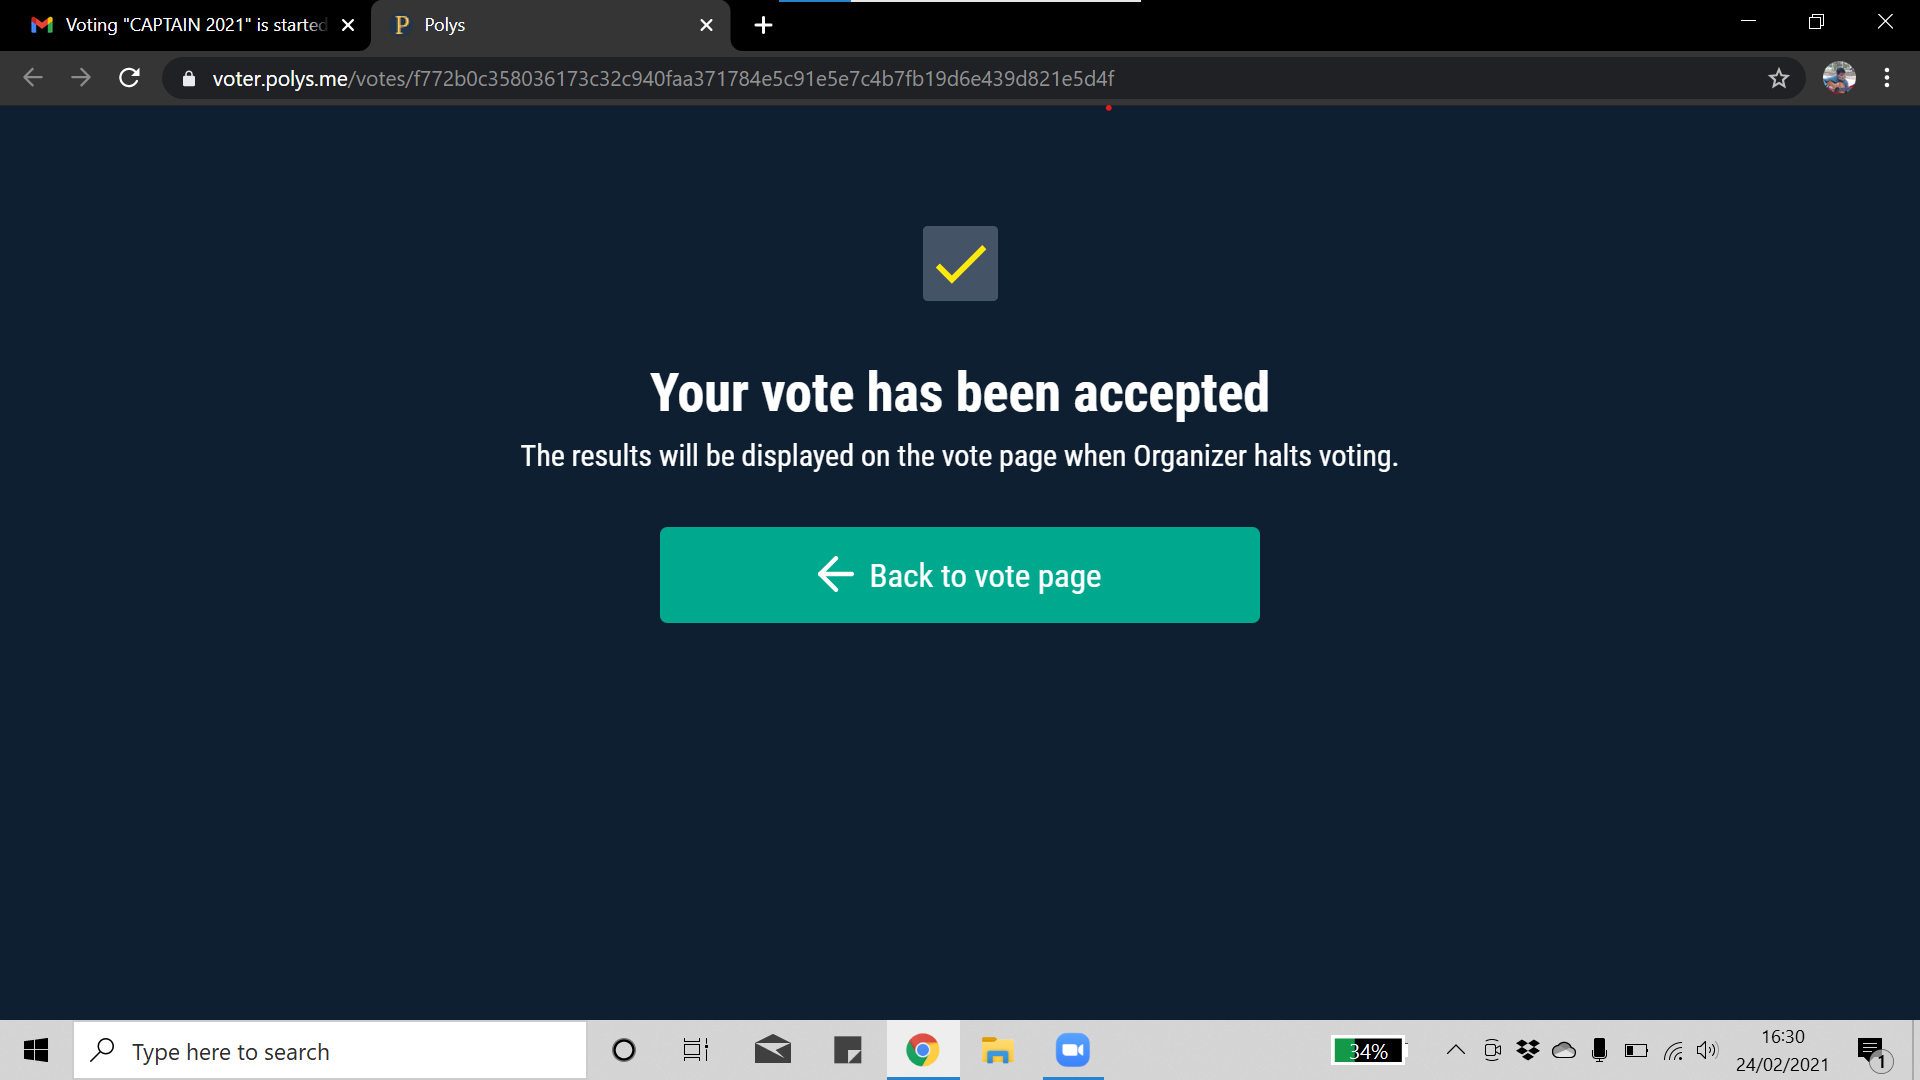 Voting "CAPTAIN 2021" is started
Polys
voter.polys.me/votes/f772b0c358036173c32c940faa371784e5c91e5e7c4b7fb19d6e439d821e5d4f
Your vote has been accepted
The results will be displayed on the vote page when Organizer halts voting.
Back to vote page
Type here to search
34%
16:30
24/02/2021
1